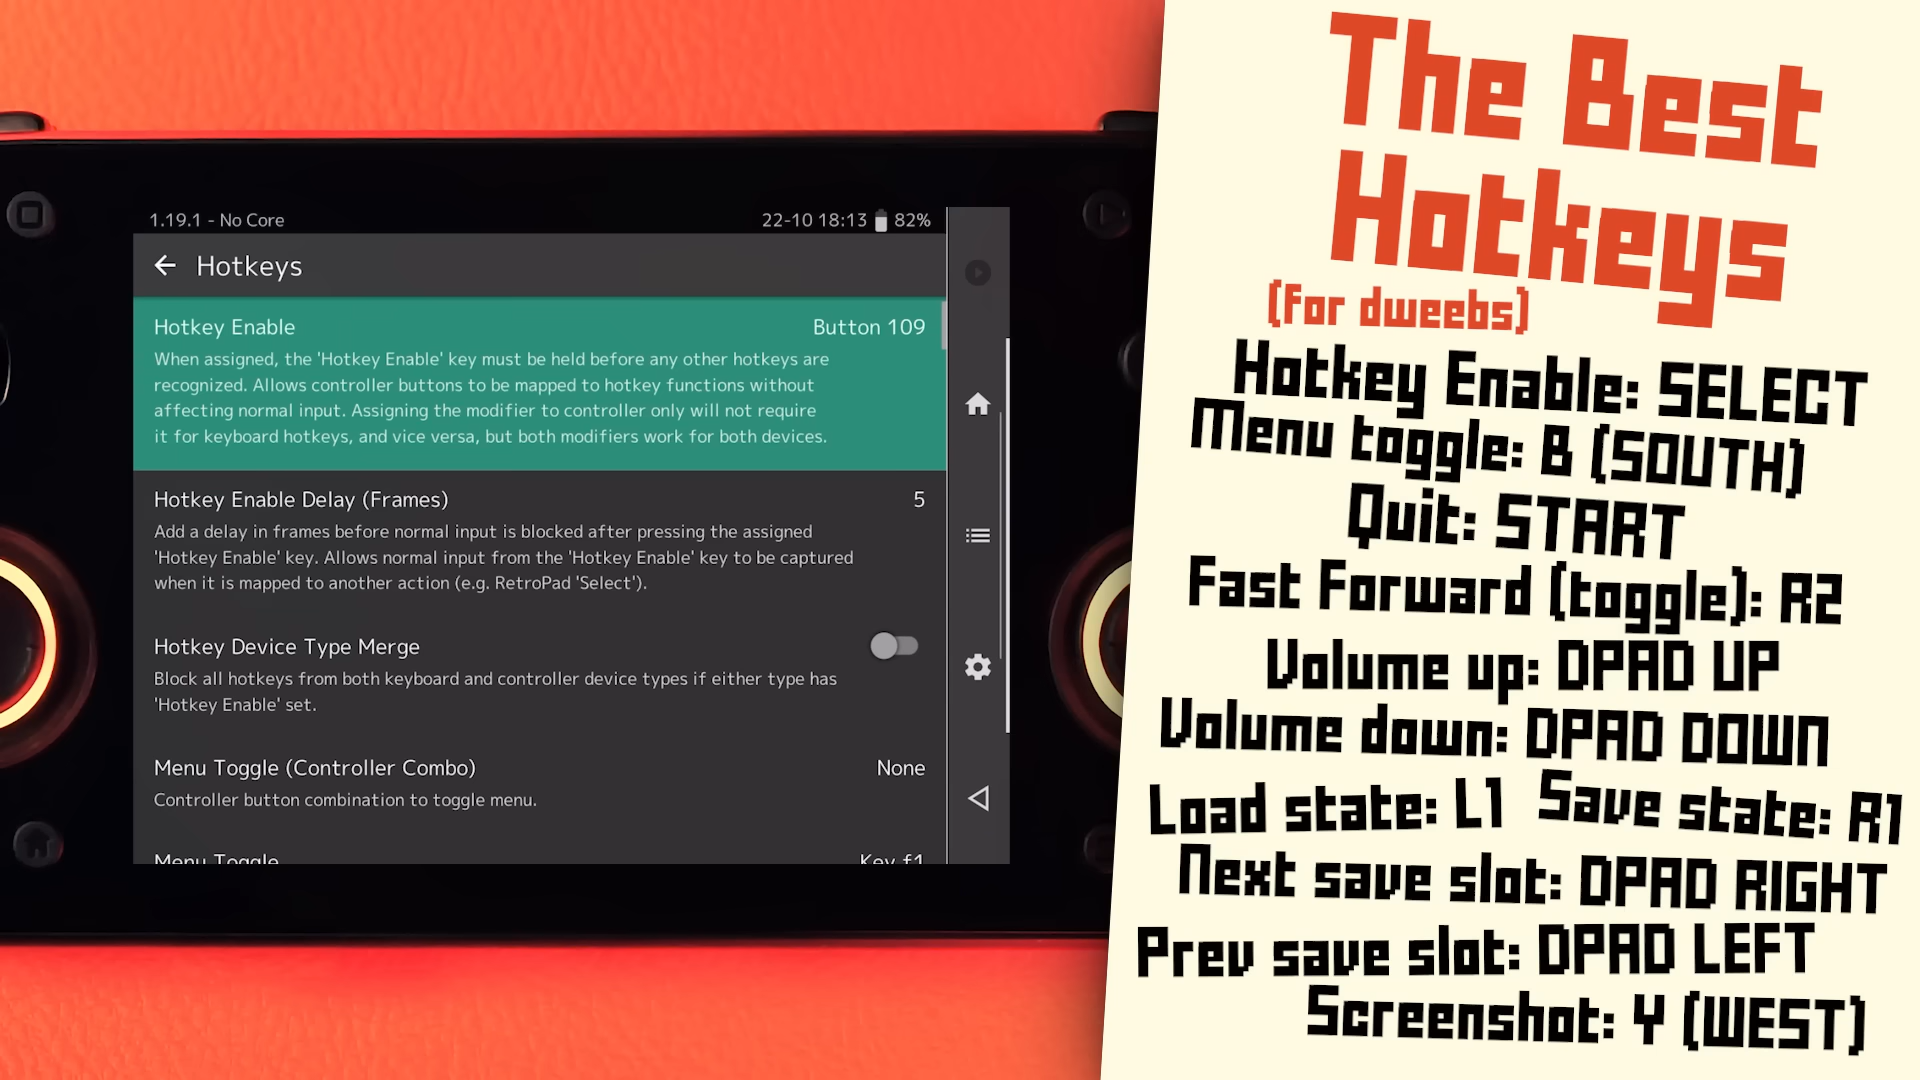 1.19.1 - No Core
22-10 18:13 82%
Hotkeys
Hotkey Enable
Button 109
When assigned, the 'Hotkey Enable' key must be held before any other hotkeys are
recognized. Allows controller buttons to be mapped to hotkey functions without
affecting normal input. Assigning the modifier to controller only will not require
it for keyboard hotkeys, and vice versa, but both modifiers work for both devices.
Hotkey Enable Delay (Frames)
5
Add a delay in frames before normal input is blocked after pressing the assigned
'Hotkey Enable' key. Allows normal input from the 'Hotkey Enable' key to be captured
when it is mapped to another action (e.g. RetroPad 'Select').
Hotkey Device Type Merge
Block all hotkeys from both keyboard and controller device types if either type has
'Hotkey Enable' set.
Menu Toggle (Controller Combo)
None
Controller button combination to toggle menu.
Menu Toggle
Key f1
The Best
Hotkeys
(for dweebs)
Hotkey Enable: SELECT
Menu toggle: B (SOUTH)
Quit: START
Fast Forward (toggle): R2
Volume up: DPAD UP
Volume down: DPAD DOWN
Load state: L1 Save state: R1
Next save slot: DPAD RIGHT
Prev save slot: DPAD LEFT
Screenshot: Y (WEST)